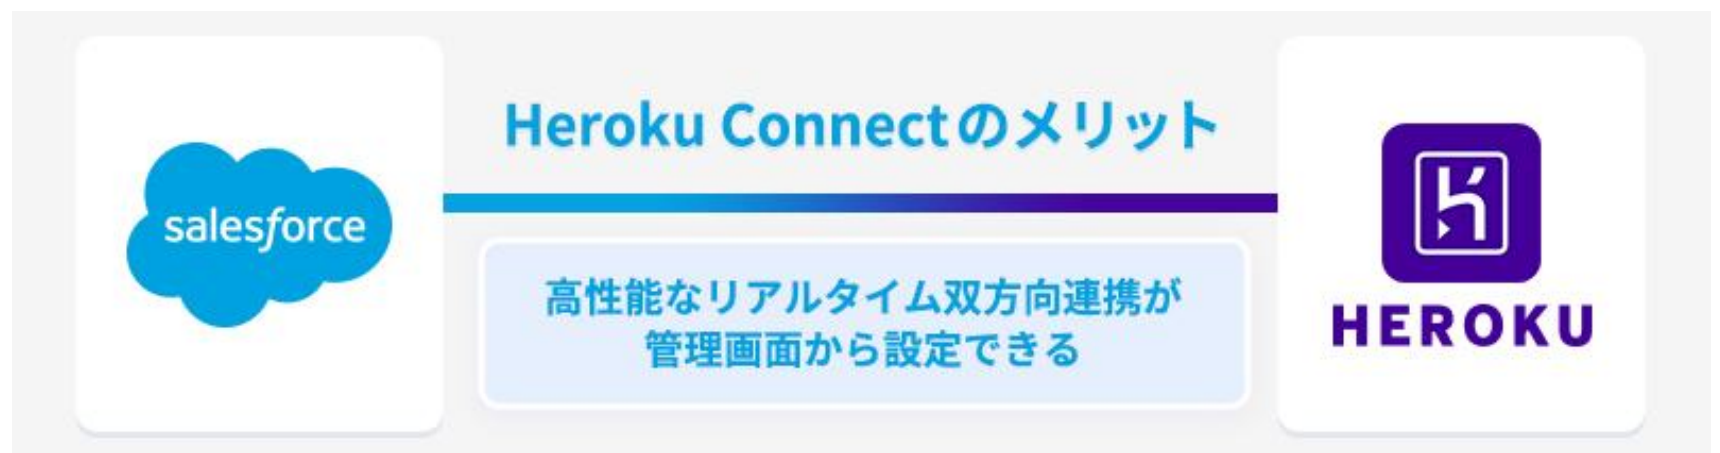 Heroku Connectのメリット
salesforce
高性能なリアルタイム双方向連携が
管理画面から設定できる
HEROKU